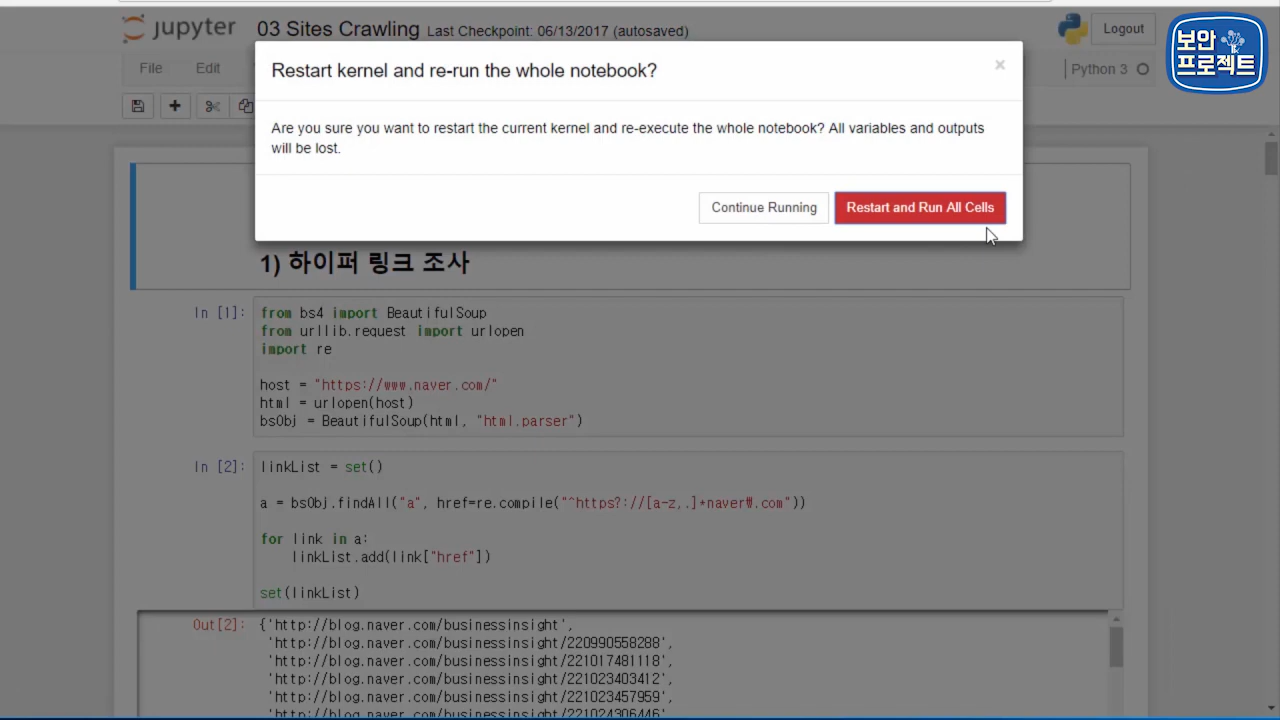 jupyter 03 Sites Crawling Last Checkpoint: 06/13/2017 (autosaved)
Logout
보안
프로젝트
File Edit
Python 3
Restart kernel and re-run the whole notebook?
×
Are you sure you want to restart the current kernel and re-execute the whole notebook? All variables and outputs
will be lost.
Continue Running
Restart and Run All Cells
1) 하이퍼 링크 조사
In [1]:
from bs4 import BeautifulSoup
from urllib.request import urlopen
import re
host = "https://www.naver.com/"
html = urlopen(host)
bsObj = BeautifulSoup(html, "html.parser")
In [2]:
linkList = set()
a = bsObj.findAll("a", href=re.compile("^https?://[a-z,.]+naver₩.com"))
for link in a:
linkList.add(link["href"])
set(linkList)
Out[2]:
{'http://blog.naver.com/businessinsight',
'http://blog.naver.com/businessinsight/220990558288',
'http://blog.naver.com/businessinsight/221017481118',
'http://blog.naver.com/businessinsight/221023403412',
'http://blog.naver.com/businessinsight/221023457959',
'http://blog.naver.com/businessinsight/221024306446',